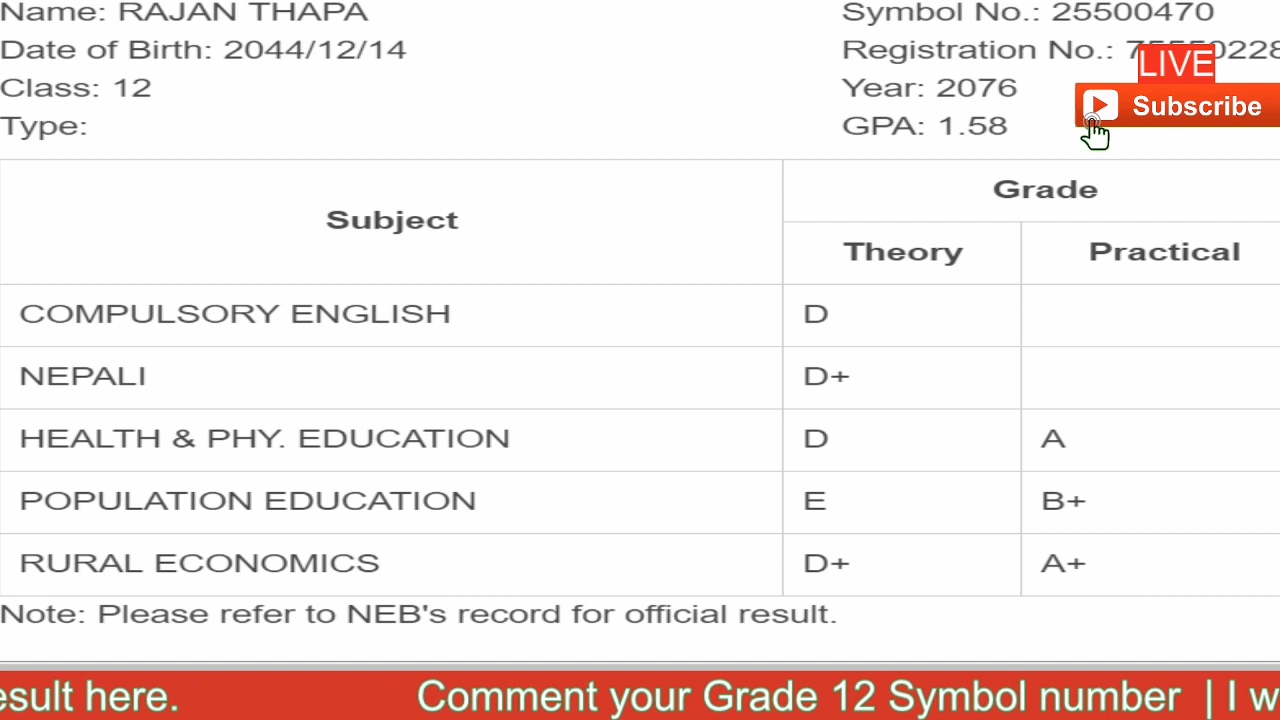 Name: RAJAN THAPA Symbol No.: 25500470
Date of Birth: 2044/12/14 Registration No.:
LIVE
Class: 12 Year: 2076
Subscribe
Type: GPA: 1.58
Subject Grade
Theory Practical
COMPULSORY ENGLISH D
NEPALI D+
HEALTH & PHY. EDUCATION D A
POPULATION EDUCATION E B+
RURAL ECONOMICS D+ A+
Note: Please refer to NEB's record for official result.
esult here. Comment your Grade 12 Symbol number | I w